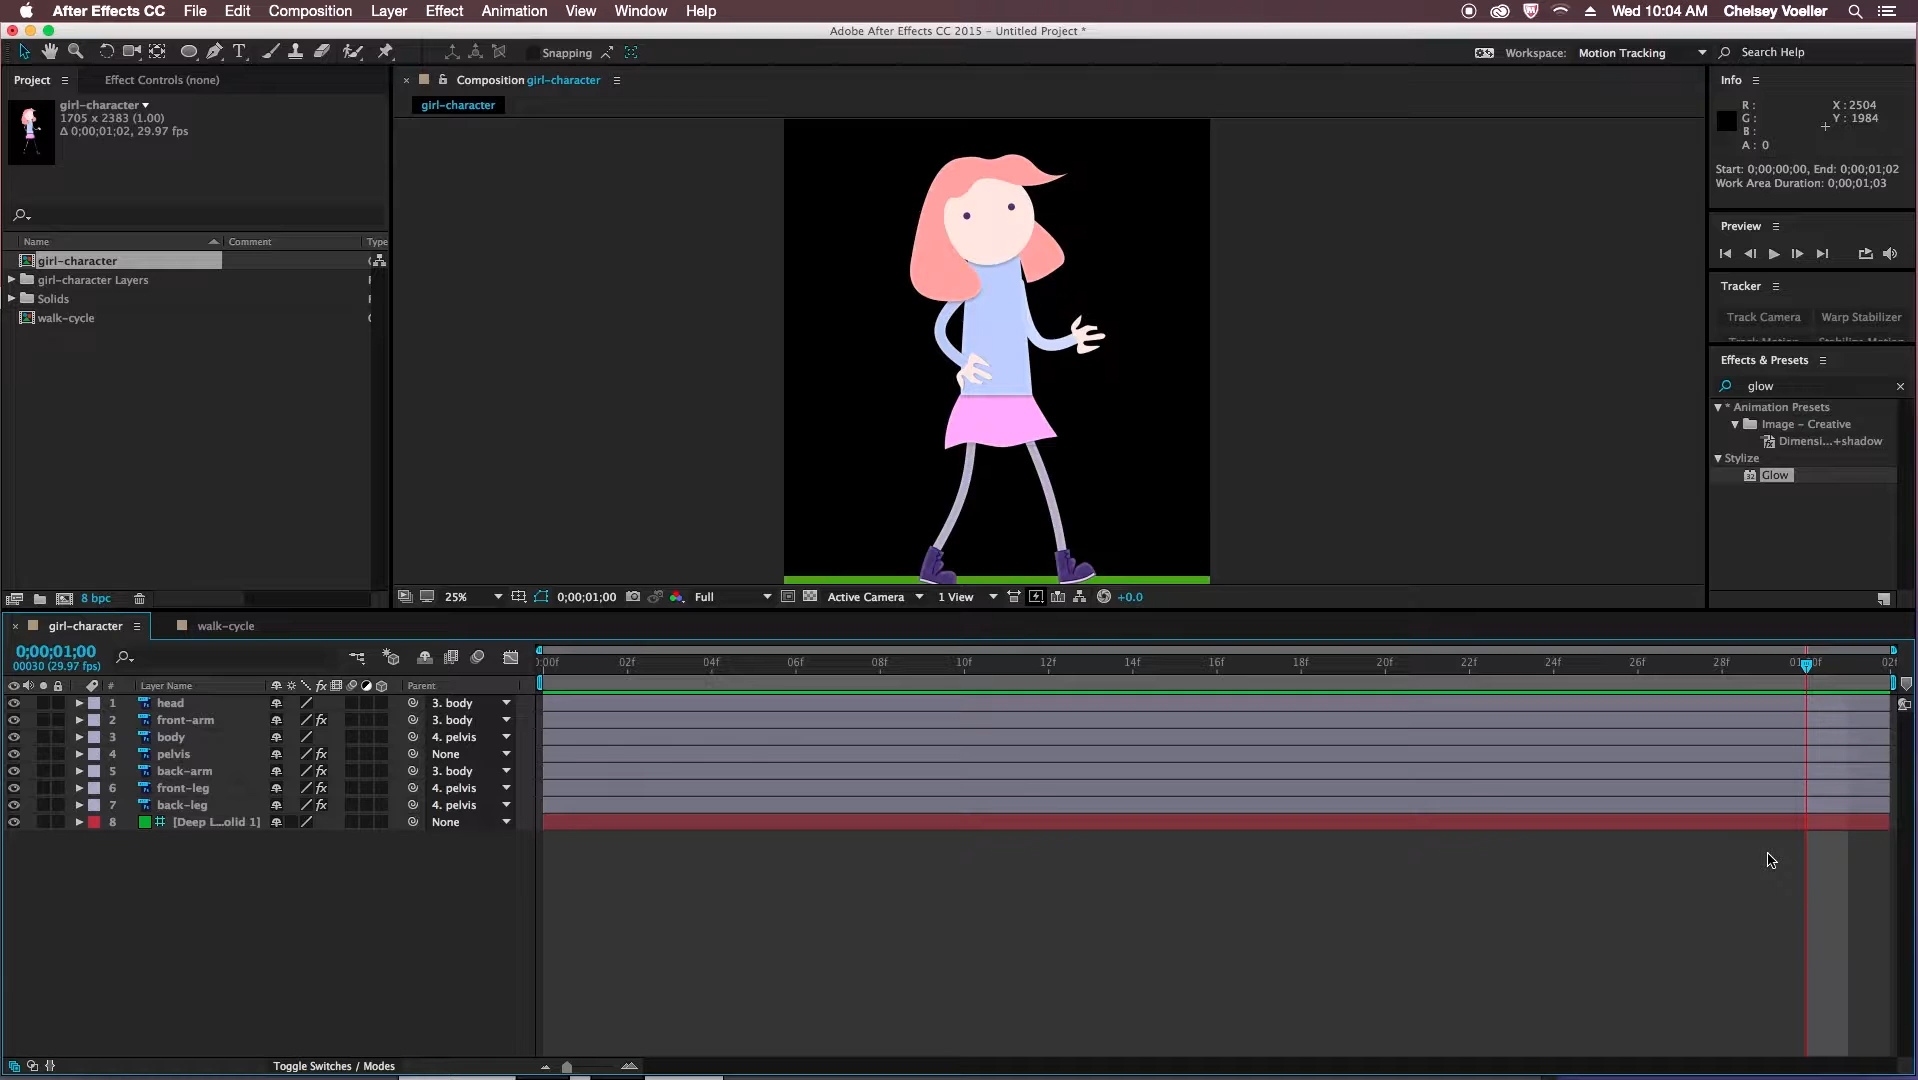 After Effects CC File Edit Composition Layer Effect Animation View Window Help Wed 10:04 AM Chelsey Voeller
Adobe After Effects CC 2015 - Untitled Project *
Snapping Workspace: Motion Tracking Search Help
Project Effect Controls (none)
girl-character
1705 x 2383 (1.00)
Δ 0;00;01;02, 29.97 fps
Name Comment Type
girl-character
girl-character Layers
Solids
walk-cycle
8 bpc
Composition girl-character
girl-character
25% 0;00;01;00 Full Active Camera 1 View +0.0
Info
R : X : 2504
G : Y : 1984
B :
A : 0
Start: 0;00;00;00, End: 0;00;01;02
Work Area Duration: 0;00;01;03
Preview
Tracker
Track Camera Warp Stabilizer
Effects & Presets
glow
* Animation Presets
Image - Creative
Dimensi...+shadow
Stylize
Glow
girl-character walk-cycle
0;00;01;00
00030 (29.97 fps)
:00f 02f 04f 06f 08f 10f 12f 14f 16f 18f 20f 22f 24f 26f 28f 01:00f 02f
# Layer Name fx Parent
1 head 3. body
2 front-arm fx 3. body
3 body 4. pelvis
4 pelvis fx None
5 back-arm fx 3. body
6 front-leg fx 4. pelvis
7 back-leg fx 4. pelvis
8 [Deep L...olid 1] None
Toggle Switches / Modes